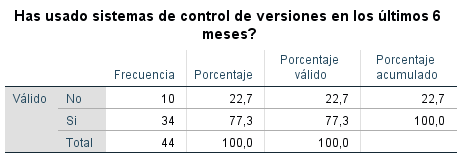 Has usado sistemas de control de versiones en los últimos 6
meses?
Frecuencia Porcentaje Porcentaje válido Porcentaje acumulado
Válido No 10 22,7 22,7 22,7
Si 34 77,3 77,3 100,0
Total 44 100,0 100,0